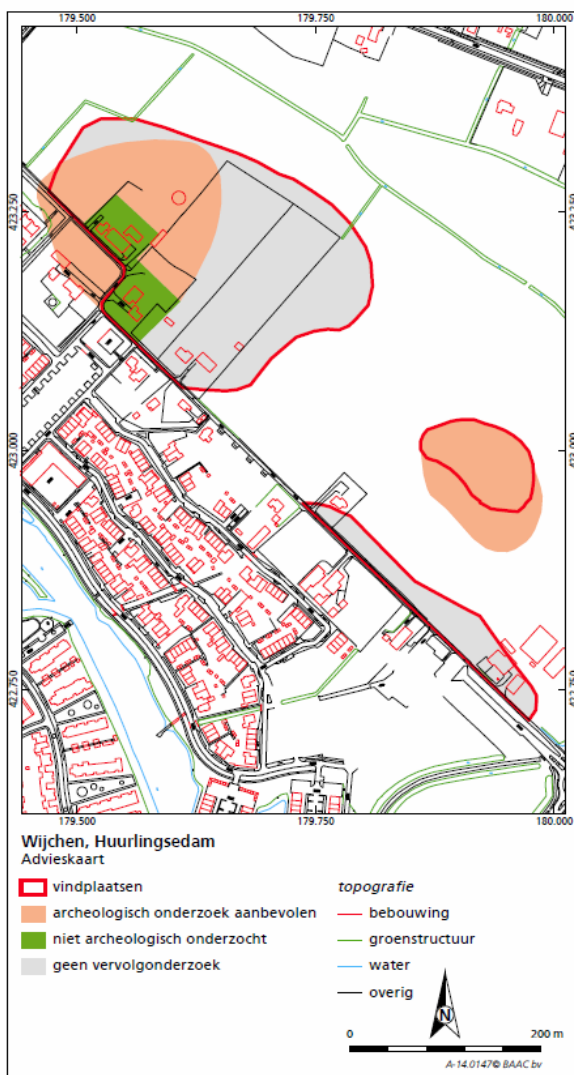 179.500 179.750 180.000
423.250 423.250
423.000 423.000
422.750 422.750
179.500 179.750 180.000
Wijchen, Huurlingsedam
Advieskaart
vindplaatsen
archeologisch onderzoek aanbevolen
niet archeologisch onderzocht
geen vervolgonderzoek
topografie
bebouwing
groenstructuur
water
overig
N
0 200 m
A-14.0147© BAAC bv